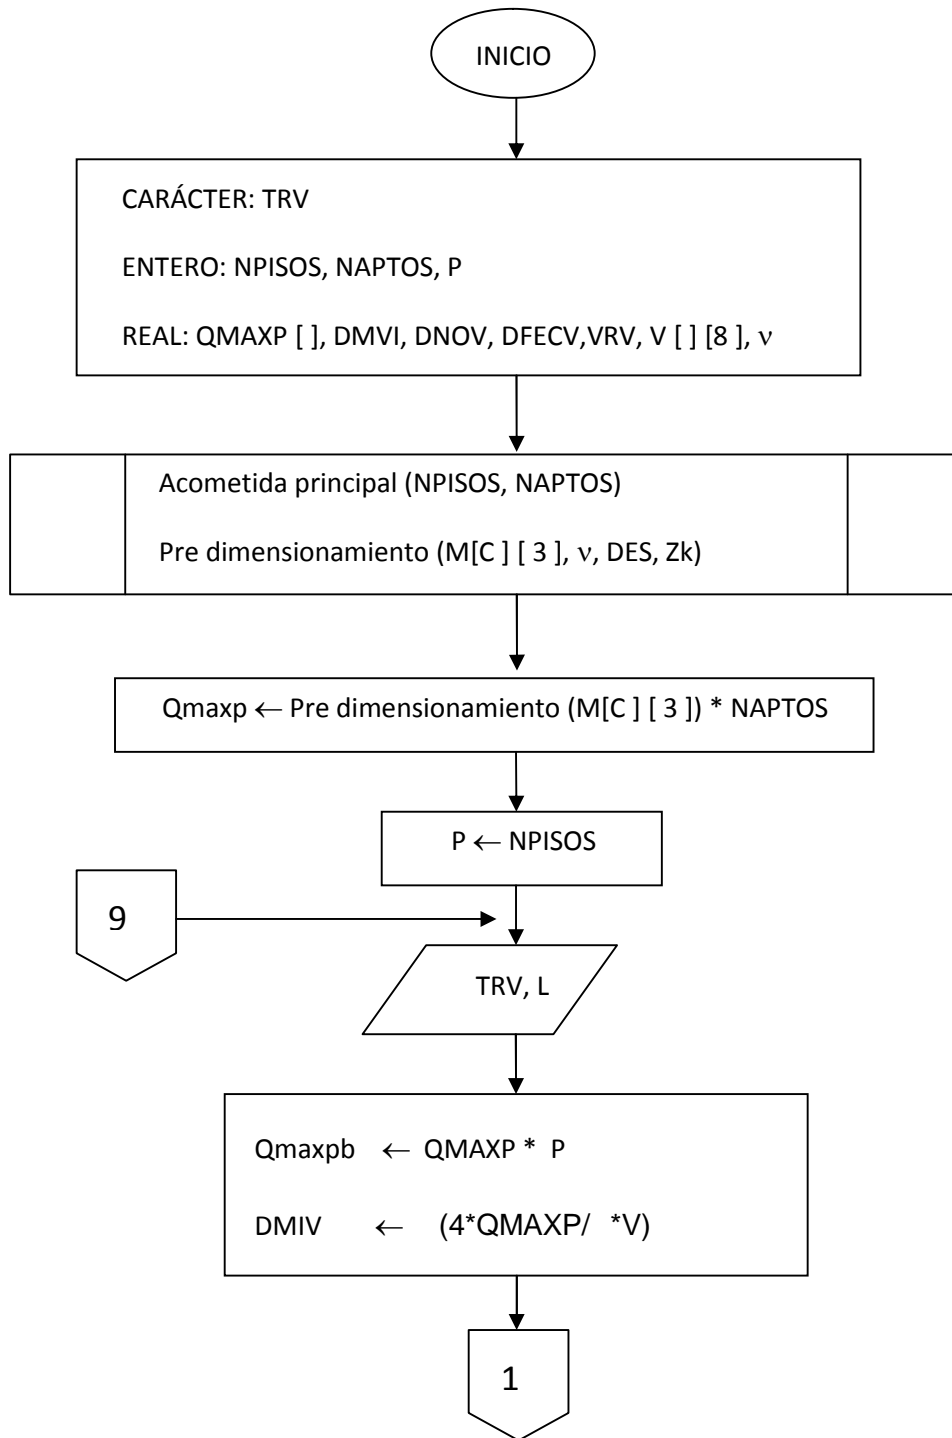 INICIO
CARÁCTER: TRV
ENTERO: NPISOS, NAPTOS, P
REAL: QMAXP [ ], DMVI, DNOV, DFECV,VRV, V [ ] [8 ], ν
Acometida principal (NPISOS, NAPTOS)
Pre dimensionamiento (M[C ] [ 3 ], ν, DES, Zk)
Qmaxp ← Pre dimensionamiento (M[C ] [ 3 ]) * NAPTOS
P ← NPISOS
9
TRV, L
Qmaxpb ← QMAXP * P
DMIV ← (4*QMAXP/ *V)
1